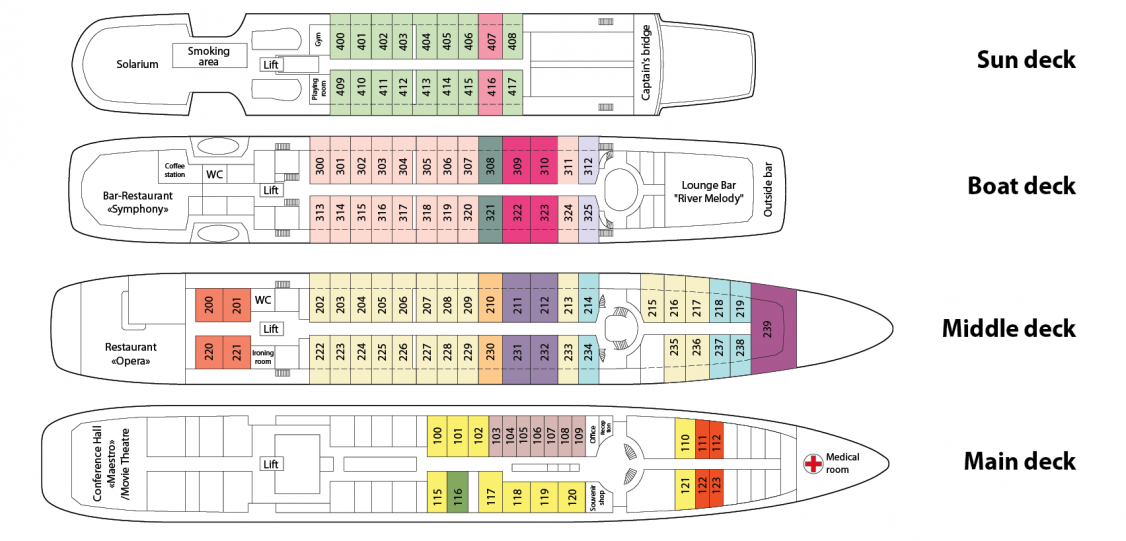 Sun deck
Solarium
Smoking
area
Lift
Gym
Playing
room
400 401 402 403 404 405 406 407 408
409 410 411 412 413 414 415 416 417
Captain's bridge
Boat deck
Coffee
station
WC
Bar-Restaurant
«Symphony»
Lift
300 301 302 303 304 305 306 307 308 309 310 311 312
313 314 315 316 317 318 319 320 321 322 323 324 325
Lounge Bar
"River Melody"
Outside bar
Middle deck
Restaurant
«Opera»
200 201
WC
Lift
220 221
Ironing
room
202 203 204 205 206 207 208 209 210 211 212 213 214
222 223 224 225 226 227 228 229 230 231 232 233 234
215 216 217 218 219
235 236 237 238
239
Main deck
Conference Hall
«Maestro»
/Movie Theatre
Lift
100 101 102 103 104 105 106 107 108 109
Office
Recep
tion
115 116 117 118 119 120
Souvenir
shop
110 111 112
121 122 123
Medical
room